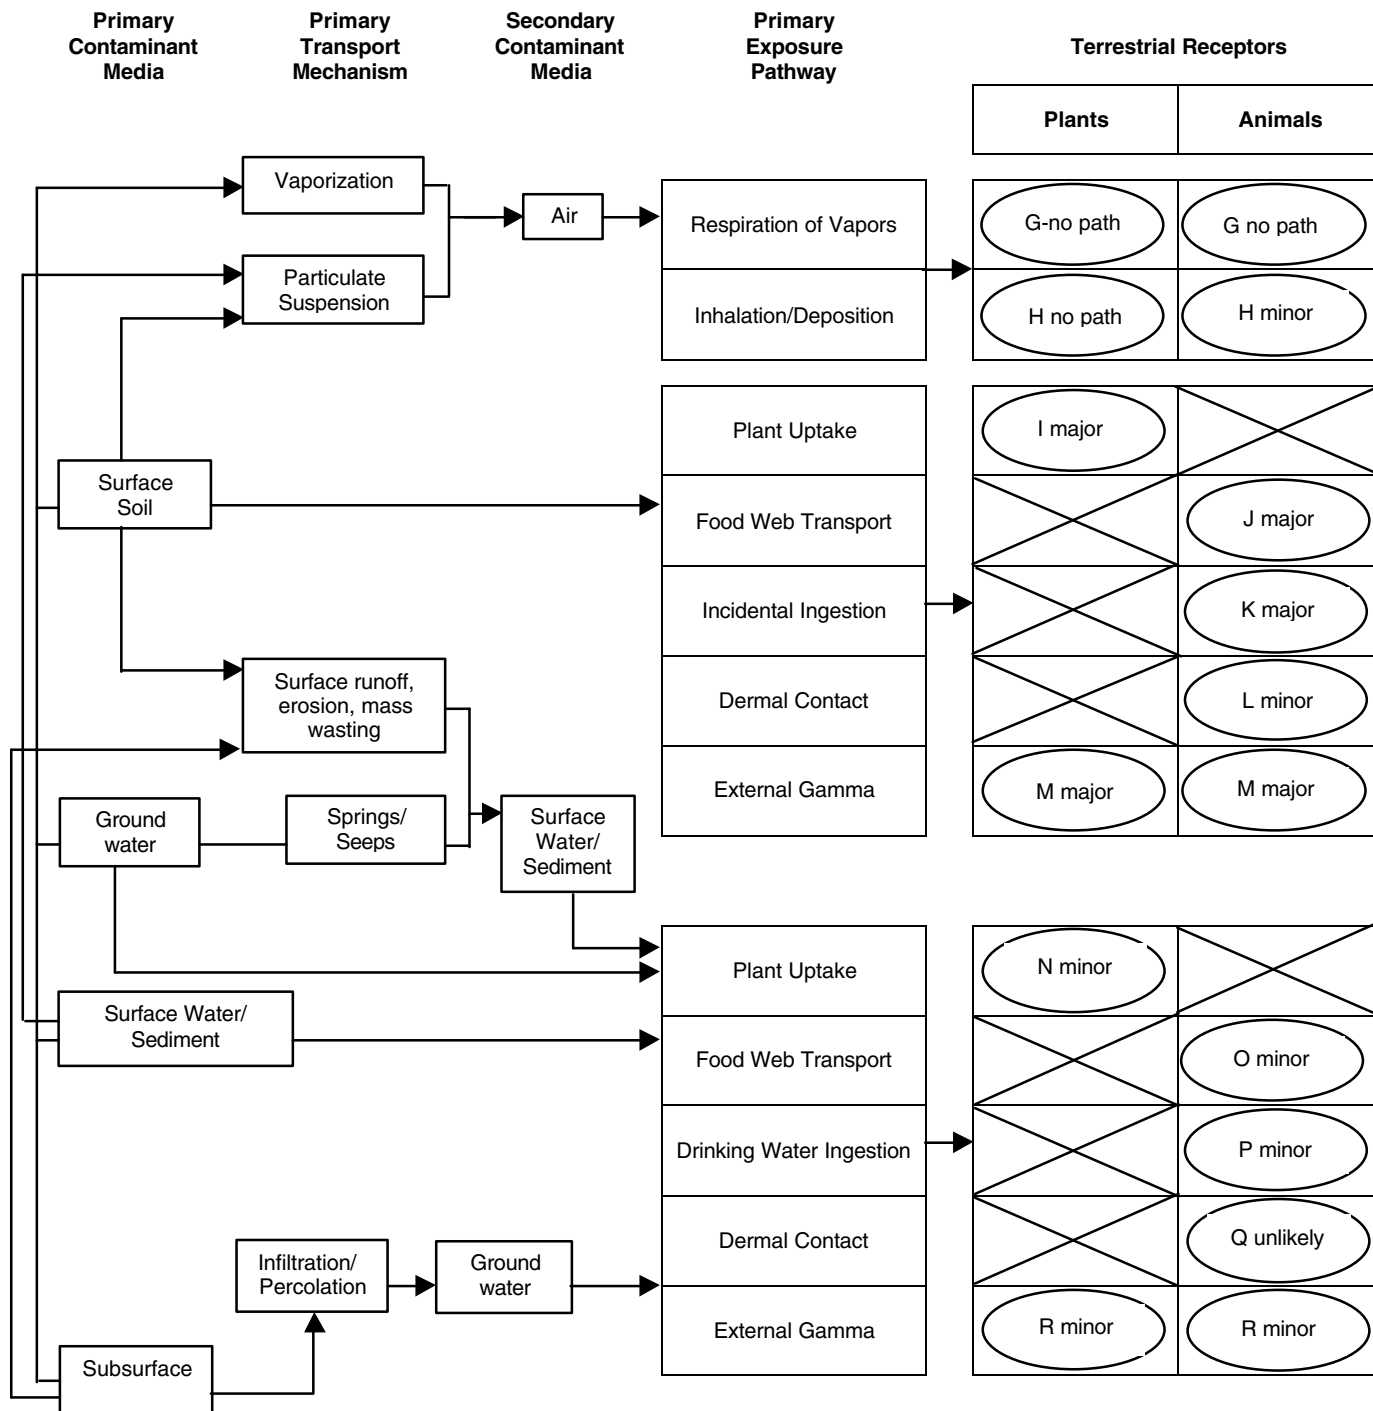 Primary
Contaminant
Media
Primary
Transport
Mechanism
Secondary
Contaminant
Media
Primary
Exposure
Pathway
Terrestrial Receptors
Plants
Animals
Vaporization
Air
Respiration of Vapors
G-no path
G no path
Particulate
Suspension
Inhalation/Deposition
H no path
H minor
Plant Uptake
I major
Surface
Soil
Food Web Transport
J major
Incidental Ingestion
K major
Surface runoff,
erosion, mass
wasting
Dermal Contact
L minor
External Gamma
M major
M major
Ground
water
Springs/
Seeps
Surface
Water/
Sediment
Plant Uptake
N minor
Surface Water/
Sediment
Food Web Transport
O minor
Drinking Water Ingestion
P minor
Dermal Contact
Q unlikely
Infiltration/
Percolation
Ground
water
External Gamma
R minor
R minor
Subsurface